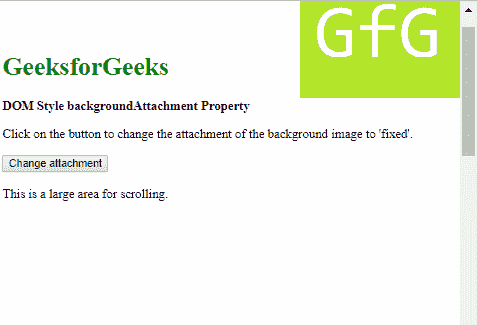 GfG
GeeksforGeeks
DOM Style backgroundAttachment Property
Click on the button to change the attachment of the background image to 'fixed'.
Change attachment
This is a large area for scrolling.